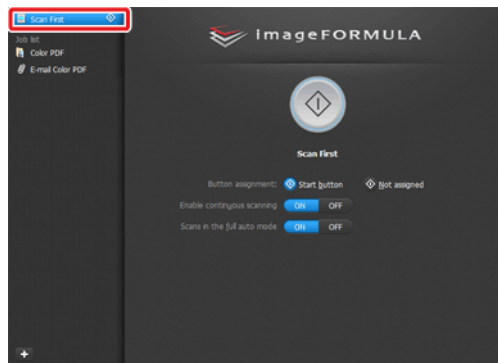 Scan First
Job list
Color PDF
E-mail Color PDF
imageFORMULA
Scan First
Button assignment: Start button Not assigned
Enable continuous scanning ON OFF
Scans in the full auto mode ON OFF